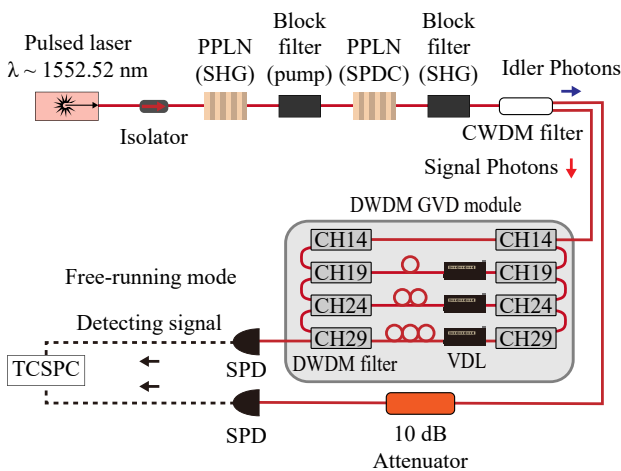 Pulsed laser
λ ~ 1552.52 nm
Isolator
PPLN
(SHG)
Block
filter
(pump)
PPLN
(SPDC)
Block
filter
(SHG)
Idler Photons
CWDM filter
Signal Photons
DWDM GVD module
CH14
CH14
CH19
CH19
CH24
CH24
CH29
CH29
DWDM filter
VDL
Free-running mode
Detecting signal
TCSPC
SPD
SPD
10 dB
Attenuator